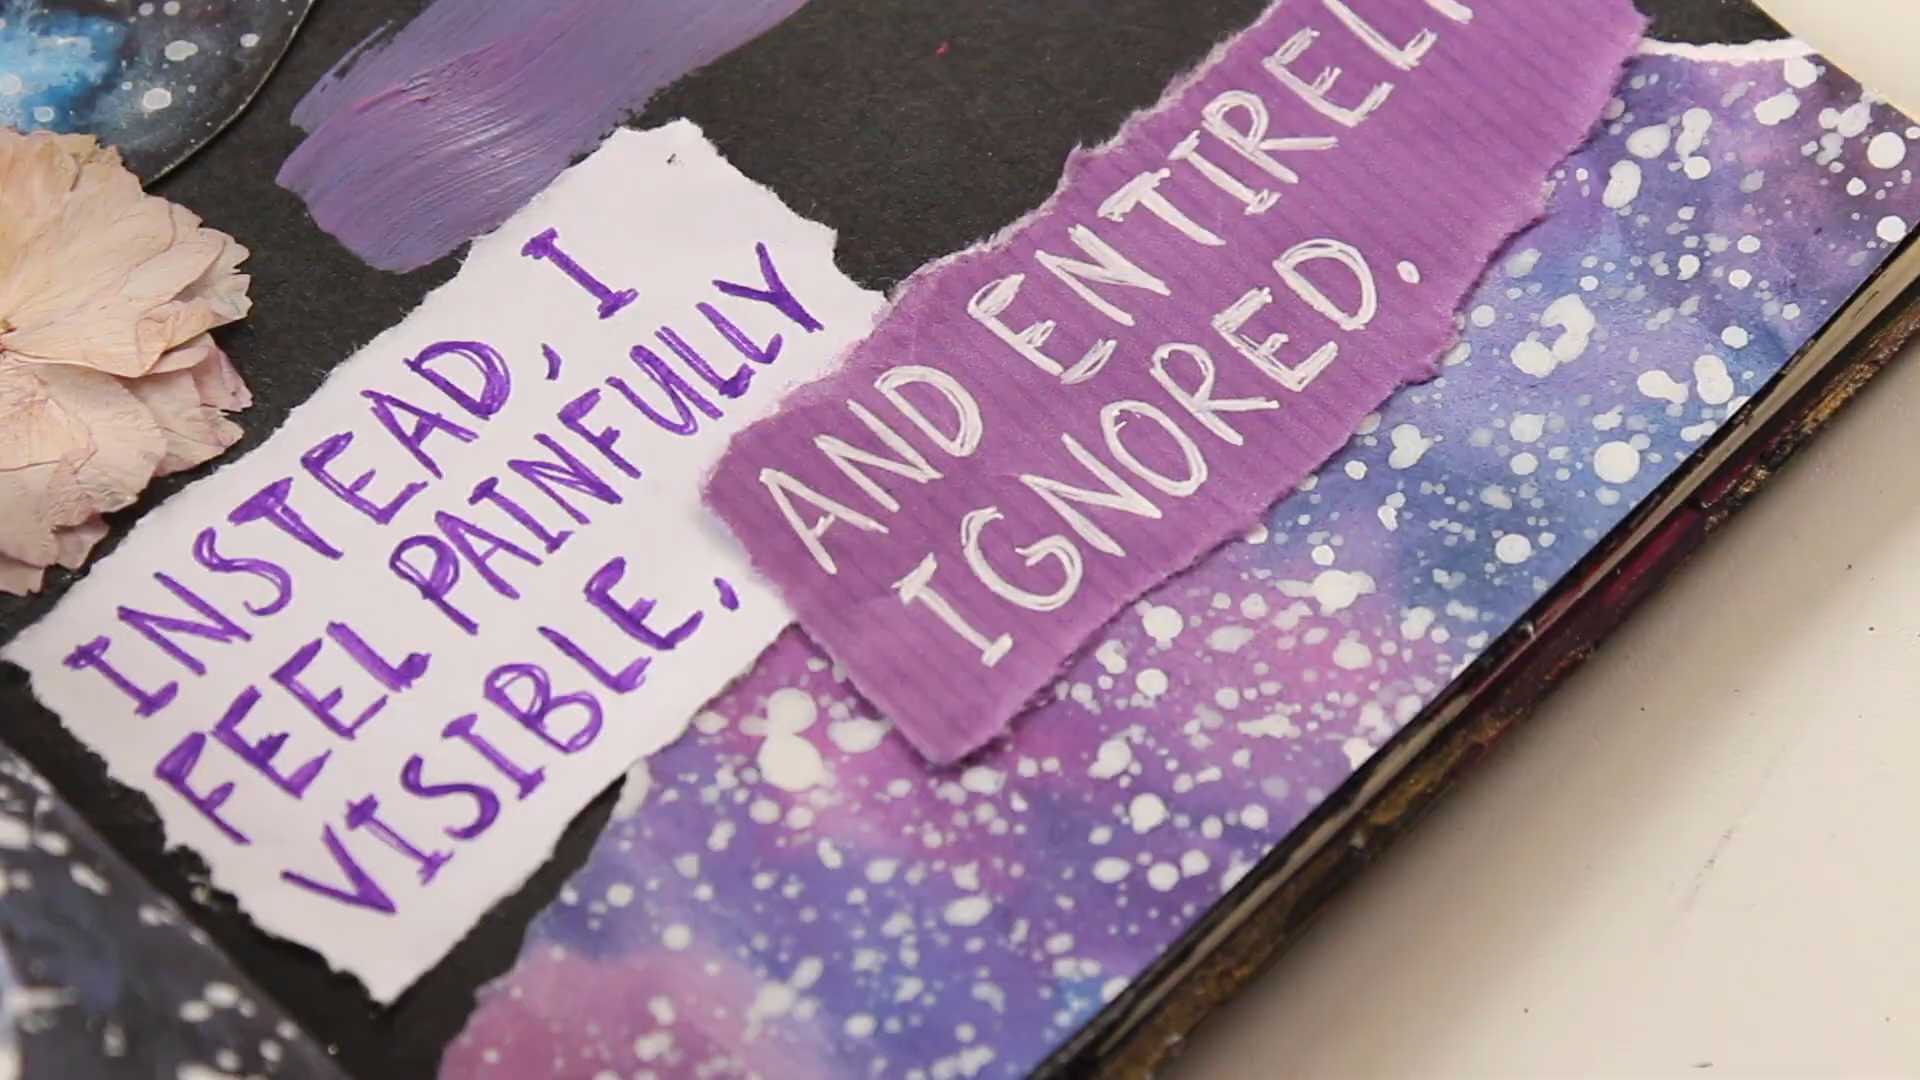 INSTEAD, I
FEEL PAINFULLY
VISIBLE,
AND ENTIREL
IGNORED.